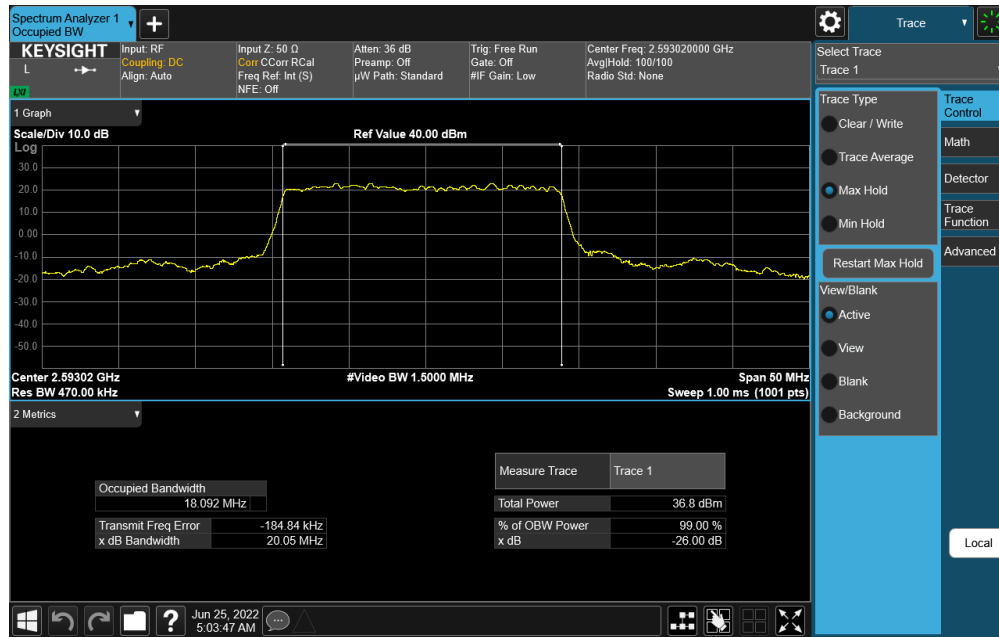 Spectrum Analyzer 1
Occupied BW
+
Trace
KEYSIGHT
L
LXI
Input: RF
Coupling: DC
Align: Auto
Input Z: 50 Ω
Corr CCorr RCal
Freq Ref: Int (S)
NFE: Off
Atten: 36 dB
Preamp: Off
µW Path: Standard
Trig: Free Run
Gate: Off
#IF Gain: Low
Center Freq: 2.593020000 GHz
Avg|Hold: 100/100
Radio Std: None
Select Trace
Trace 1
1 Graph
Scale/Div 10.0 dB
Ref Value 40.00 dBm
Log
30.0
20.0
10.0
0.00
-10.0
-20.0
-30.0
-40.0
-50.0
Center 2.59302 GHz
#Video BW 1.5000 MHz
Span 50 MHz
Res BW 470.00 kHz
Sweep 1.00 ms (1001 pts)
2 Metrics
Occupied Bandwidth
18.092 MHz
Transmit Freq Error -184.84 kHz
x dB Bandwidth 20.05 MHz
Measure Trace Trace 1
Total Power 36.8 dBm
% of OBW Power 99.00 %
x dB -26.00 dB
Trace Type
Clear / Write
Trace Average
Max Hold
Min Hold
Restart Max Hold
View/Blank
Active
View
Blank
Background
Trace
Control
Math
Detector
Trace
Function
Advanced
Local
?
Jun 25, 2022
5:03:47 AM